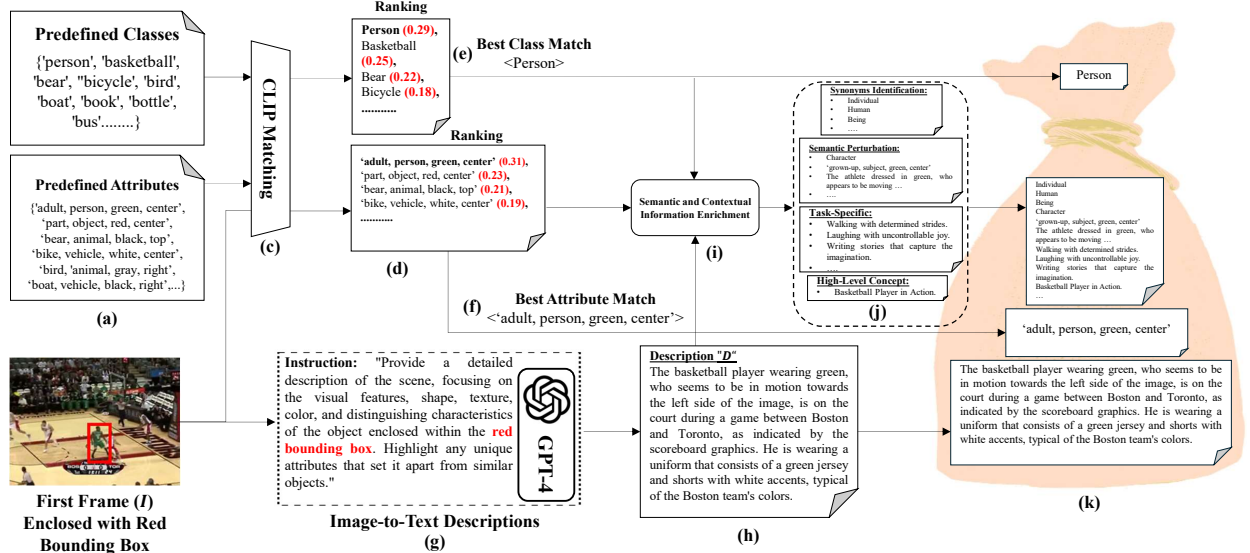 Predefined Classes
{'person', 'basketball',
'bear', ''bicycle', 'bird',
'boat', 'book', 'bottle',
'bus'........}
Predefined Attributes
{'adult, person, green, center',
'part, object, red, center',
'bear, animal, black, top',
'bike, vehicle, white, center',
'bird, 'animal, gray, right',
'boat, vehicle, black, right',...}
(a)
First Frame (I)
Enclosed with Red
Bounding Box
CLIP Matching
(c)
Ranking
Person (0.29),
Basketball
(0.25),
Bear (0.22),
Bicycle (0.18),
...........
(e)
Best Class Match
<Person>
Ranking
'adult, person, green, center' (0.31),
'part, object, red, center' (0.23),
'bear, animal, black, top' (0.21),
'bike, vehicle, white, center' (0.19),
...........
(d)
(f)
Best Attribute Match
<'adult, person, green, center'>
Instruction: "Provide a detailed
description of the scene, focusing on
the visual features, shape, texture,
color, and distinguishing characteristics
of the object enclosed within the red
bounding box. Highlight any unique
attributes that set it apart from similar
objects."
GPT-4
Image-to-Text Descriptions
(g)
Description "D"
The basketball player wearing green,
who seems to be in motion towards
the left side of the image, is on the
court during a game between Boston
and Toronto, as indicated by the
scoreboard graphics. He is wearing a
uniform that consists of a green jersey
and shorts with white accents, typical
of the Boston team's colors.
(h)
Semantic and Contextual
Information Enrichment
(i)
Synonyms Identification:
• Individual
• Human
• Being
• ....
Semantic Perturbation:
• Character
• 'grown-up, subject, green, center'
• The athlete dressed in green, who
appears to be moving ...
• ....
Task-Specific:
• Walking with determined strides.
• Laughing with uncontrollable joy.
• Writing stories that capture the
imagination.
• ....
High-Level Concept:
• Basketball Player in Action.
(j)
Person
Individual
Human
Being
Character
'grown-up, subject, green, center'
The athlete dressed in green, who
appears to be moving ...
Walking with determined strides.
Laughing with uncontrollable joy.
Writing stories that capture the
imagination.
Basketball Player in Action.
...
'adult, person, green, center'
The basketball player wearing green, who seems to be
in motion towards the left side of the image, is on the
court during a game between Boston and Toronto, as
indicated by the scoreboard graphics. He is wearing a
uniform that consists of a green jersey and shorts with
white accents, typical of the Boston team's colors.
(k)